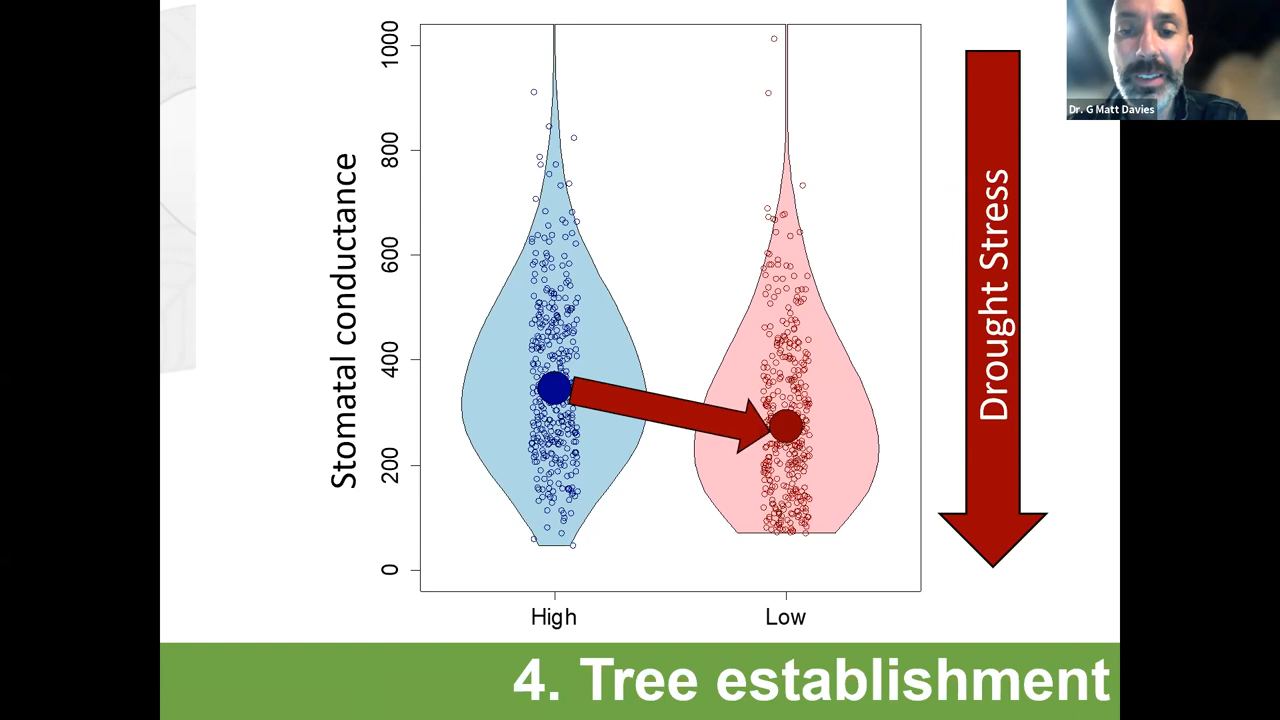 Dr. G Matt Davies
Stomatal conductance
1000
800
600
400
200
0
High
Low
Drought Stress
4. Tree establishment